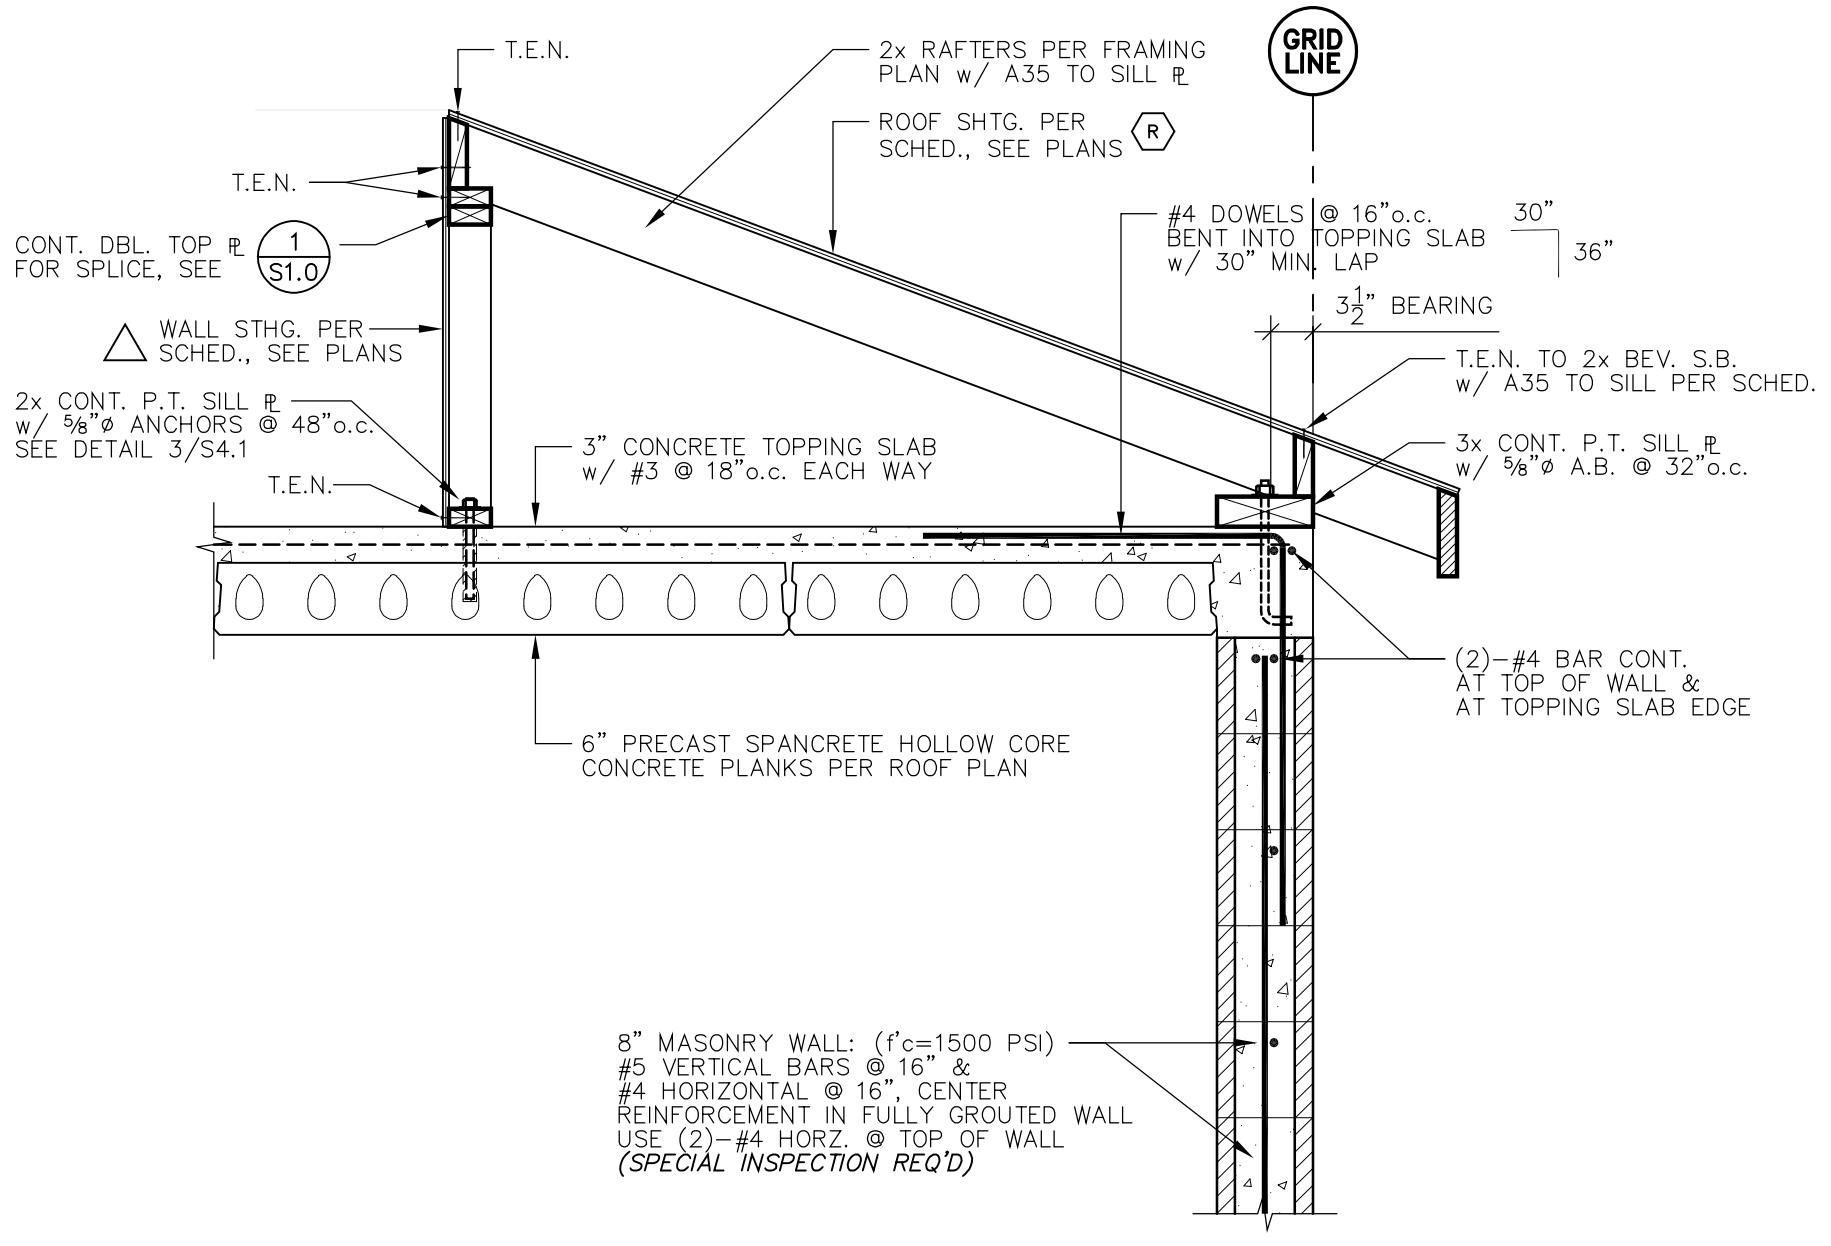 T.E.N.
2x RAFTERS PER FRAMING
PLAN w/ A35 TO SILL ℄
GRID
LINE
ROOF SHTG. PER
SCHED., SEE PLANS
R
T.E.N.
CONT. DBL. TOP ℄
FOR SPLICE, SEE
1
S1.0
#4 DOWELS @ 16"o.c.
BENT INTO TOPPING SLAB
w/ 30" MIN. LAP
30"
36"
3 1/2" BEARING
WALL STHG. PER
SCHED., SEE PLANS
T.E.N. TO 2x BEV. S.B.
w/ A35 TO SILL PER SCHED.
2x CONT. P.T. SILL ℄
w/ 5/8"ø ANCHORS @ 48"o.c.
SEE DETAIL 3/S4.1
3" CONCRETE TOPPING SLAB
w/ #3 @ 18"o.c. EACH WAY
3x CONT. P.T. SILL ℄
w/ 5/8"ø A.B. @ 32"o.c.
T.E.N.
(2)-#4 BAR CONT.
AT TOP OF WALL &
AT TOPPING SLAB EDGE
6" PRECAST SPANCRETE HOLLOW CORE
CONCRETE PLANKS PER ROOF PLAN
8" MASONRY WALL: (f'c=1500 PSI)
#5 VERTICAL BARS @ 16" &
#4 HORIZONTAL @ 16", CENTER
REINFORCEMENT IN FULLY GROUTED WALL
USE (2)-#4 HORZ. @ TOP OF WALL
(SPECIAL INSPECTION REQ'D)